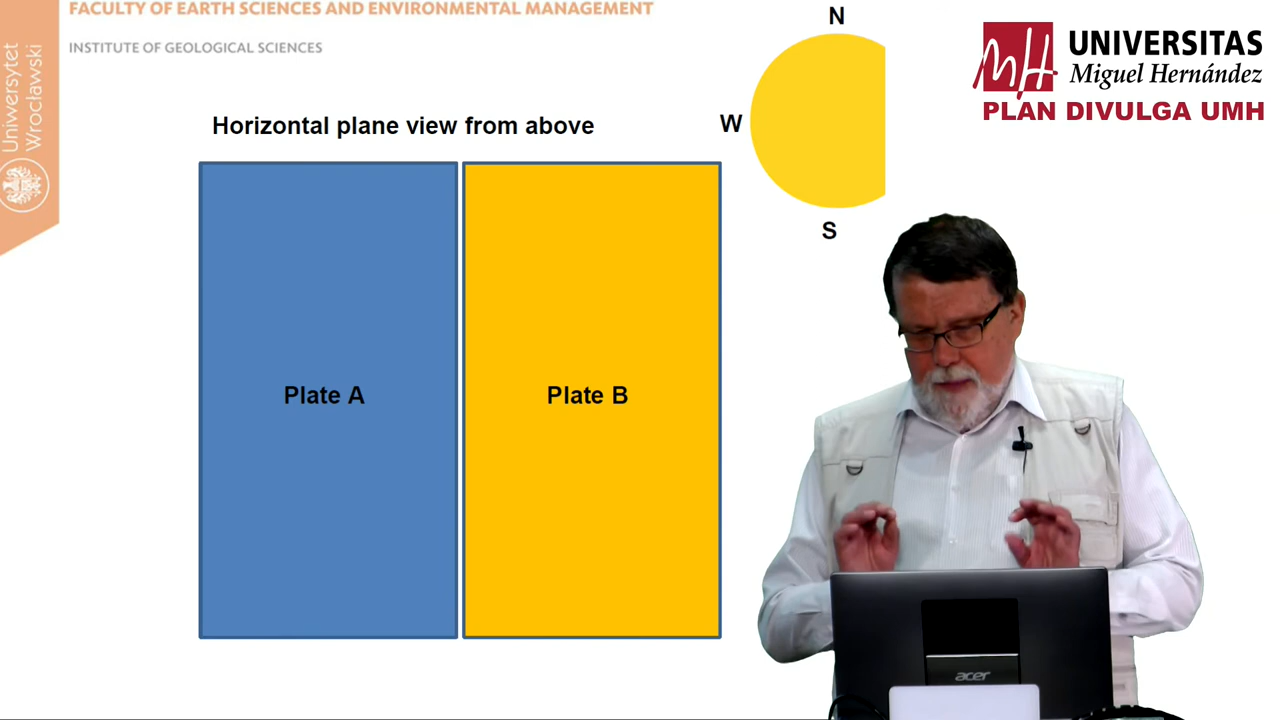 FACULTY OF EARTH SCIENCES AND ENVIRONMENTAL MANAGEMENT
INSTITUTE OF GEOLOGICAL SCIENCES
Uniwersytet
Wrocławski
N
W
S
UNIVERSITAS
Miguel Hernández
PLAN DIVULGA UMH
Horizontal plane view from above
Plate A
Plate B
acer